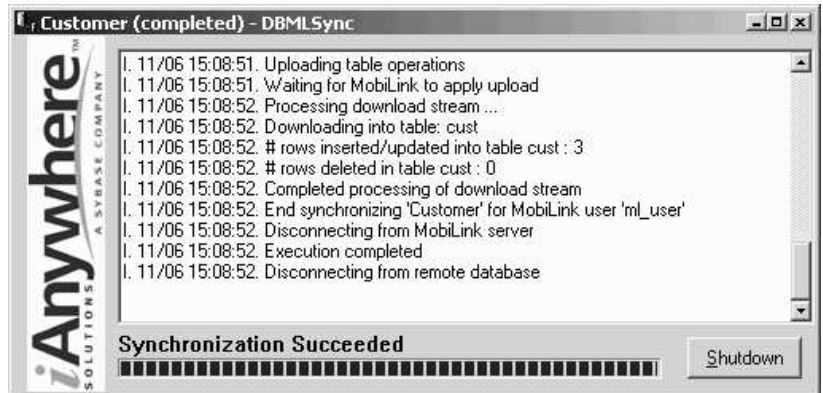 Customer (completed) - DBMLSync
iAnywhere
SOLUTIONS
A SYBASE COMPANY
TM
I. 11/06 15:08:51. Uploading table operations
I. 11/06 15:08:51. Waiting for MobiLink to apply upload
I. 11/06 15:08:52. Processing download stream ...
I. 11/06 15:08:52. Downloading into table: cust
I. 11/06 15:08:52. # rows inserted/updated into table cust : 3
I. 11/06 15:08:52. # rows deleted in table cust : 0
I. 11/06 15:08:52. Completed processing of download stream
I. 11/06 15:08:52. End synchronizing 'Customer' for MobiLink user 'ml_user'
I. 11/06 15:08:52. Disconnecting from MobiLink server
I. 11/06 15:08:52. Execution completed
I. 11/06 15:08:52. Disconnecting from remote database
Synchronization Succeeded
Shutdown